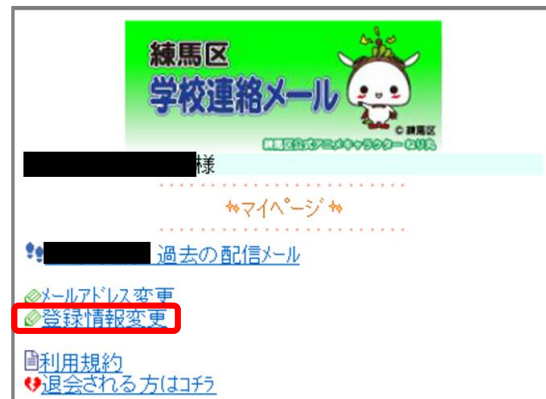 練馬区
学校連絡メール
©練馬区
練馬区公式アニメキャラクター ねり丸
様
マイページ
過去の配信メール
メールアドレス変更
登録情報変更
利用規約
退会される方はコチラ